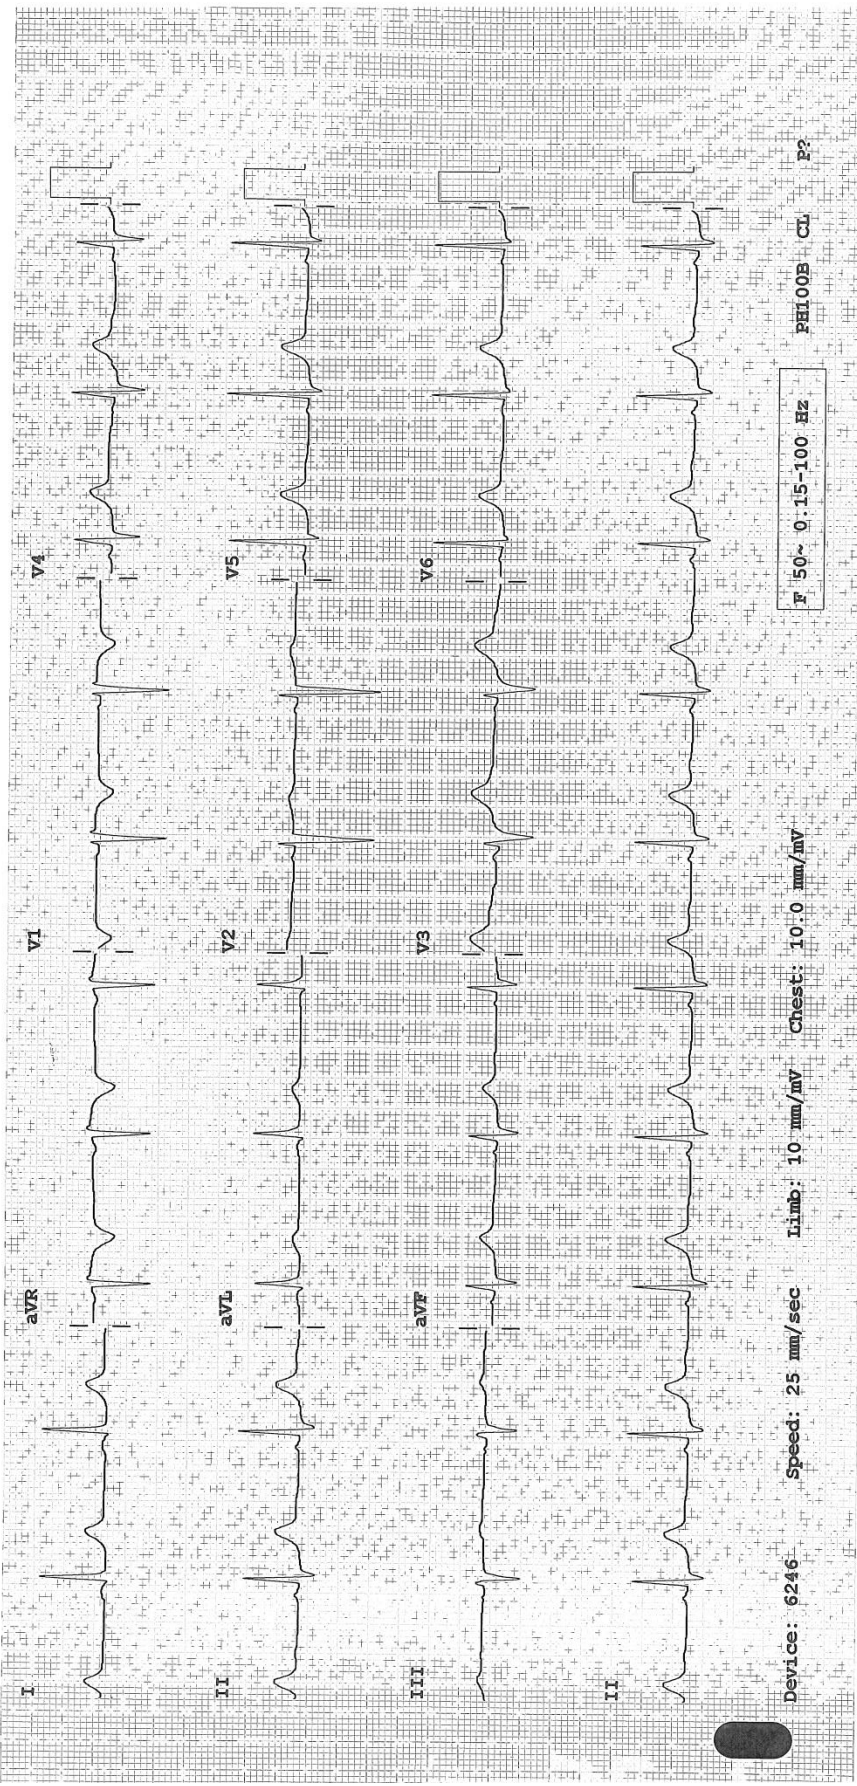 I aVR V1 V4
II aVL V2 V5
III aVF V3 V6
II
F 50~ 0.15-100 Hz PH100B CL P?
Device: 6246 Speed: 25 mm/sec Limb: 10 mm/mV Chest: 10.0 mm/mV